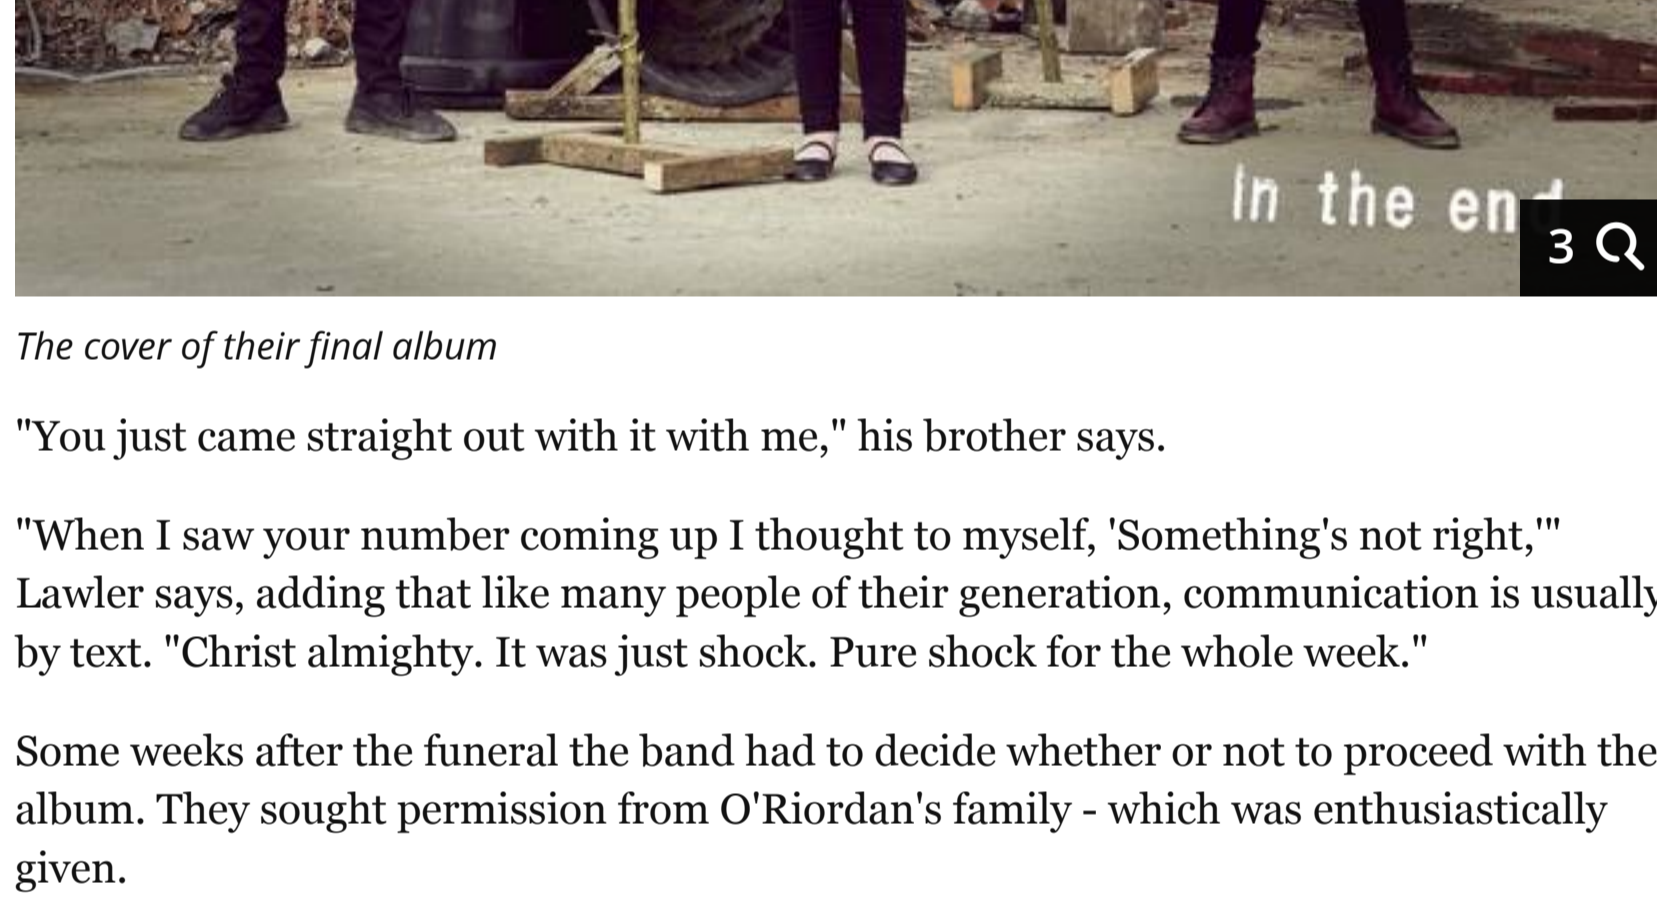 in the end
3
The cover of their final album
"You just came straight out with it with me," his brother says.
"When I saw your number coming up I thought to myself, 'Something's not right,'"
Lawler says, adding that like many people of their generation, communication is usually
by text. "Christ almighty. It was just shock. Pure shock for the whole week."
Some weeks after the funeral the band had to decide whether or not to proceed with the
album. They sought permission from O'Riordan's family - which was enthusiastically
given.